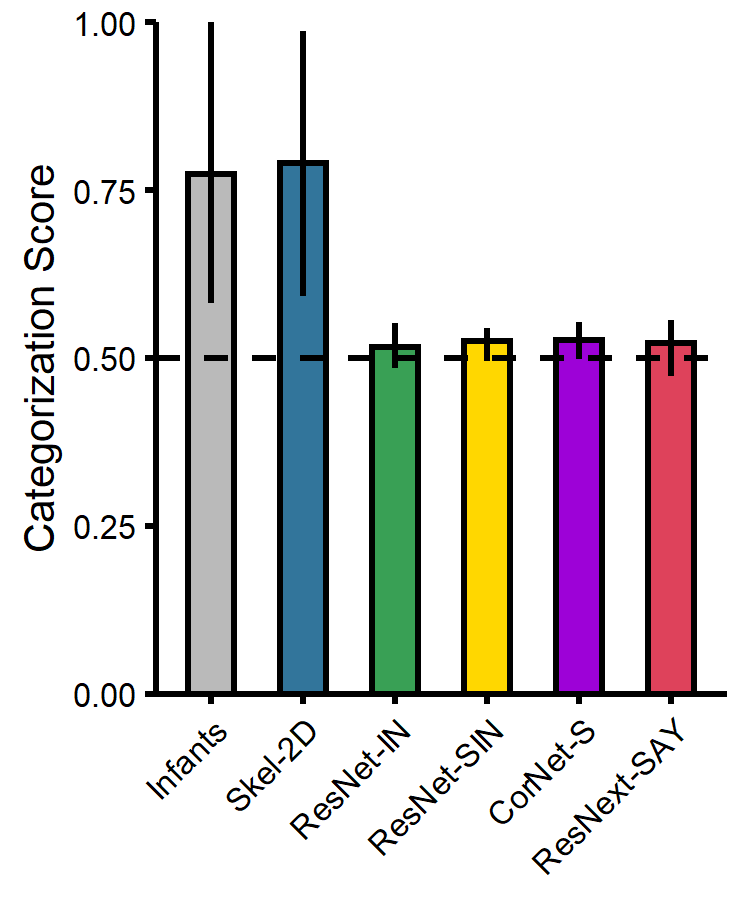 Categorization Score
1.00
0.75
0.50
0.25
0.00
Infants
Skel-2D
ResNet-IN
ResNet-SIN
CorNet-S
ResNext-SAY